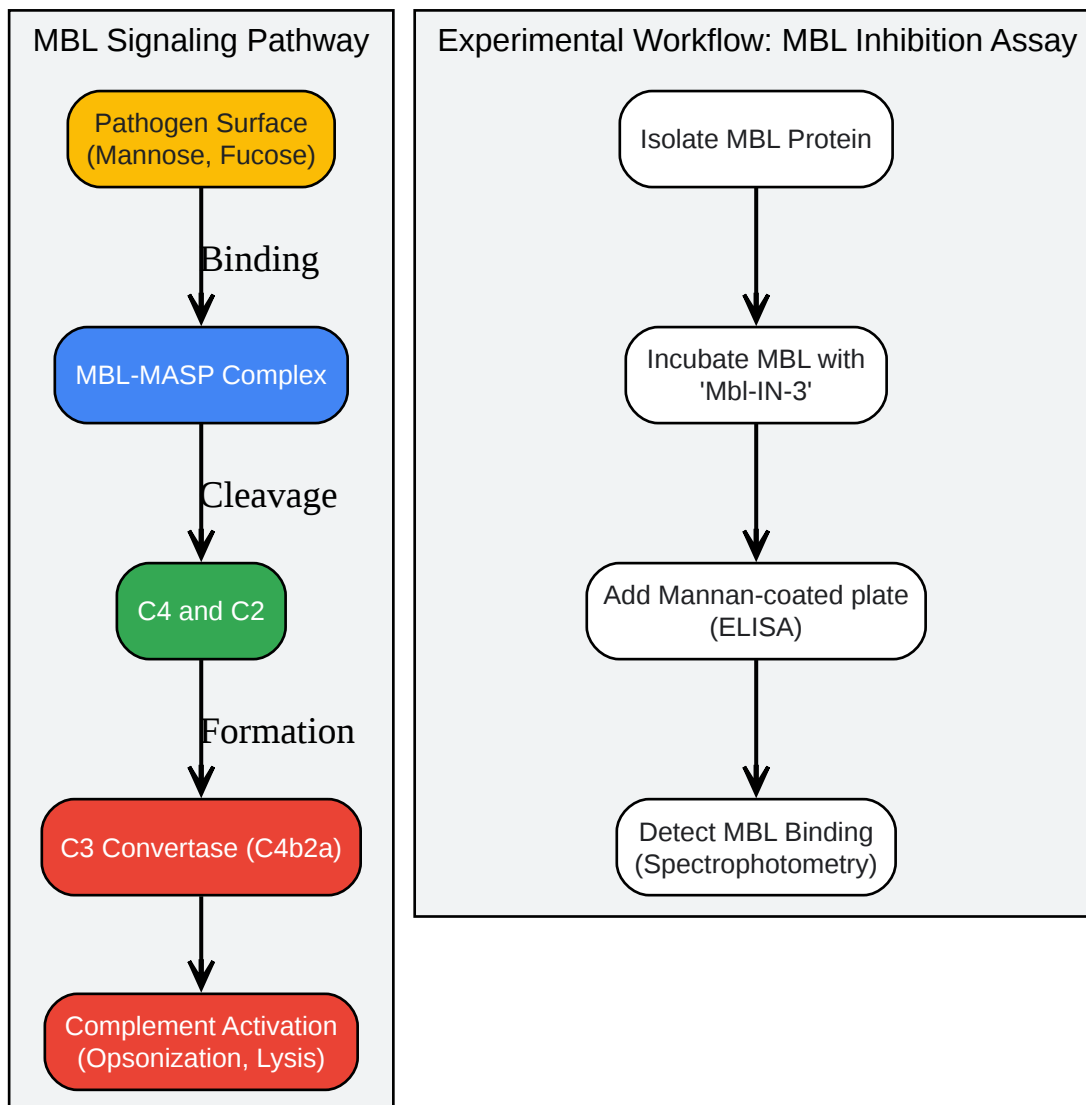 MBL Signaling Pathway
Pathogen Surface
(Mannose, Fucose)
Binding
MBL-MASP Complex
Cleavage
C4 and C2
Formation
C3 Convertase (C4b2a)
Complement Activation
(Opsonization, Lysis)
Experimental Workflow: MBL Inhibition Assay
Isolate MBL Protein
Incubate MBL with
'Mbl-IN-3'
Add Mannan-coated plate
(ELISA)
Detect MBL Binding
(Spectrophotometry)